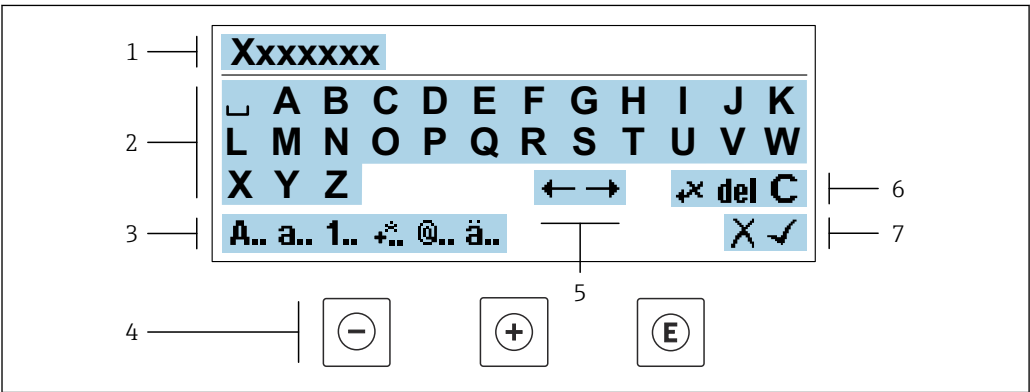 1 Xxxxxxx
2 ␣ A B C D E F G H I J K
L M N O P Q R S T U V W
X Y Z ← → +× del C 6
3 A.. a.. 1.. +*.. @.. ä.. X ✓ 7
5
4 − + E